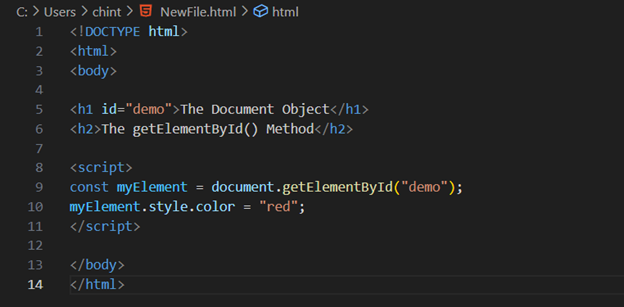 C: > Users > chint > NewFile.html > html
1 <!DOCTYPE html>
2 <html>
3 <body>
4
5 <h1 id="demo">The Document Object</h1>
6 <h2>The getElementById() Method</h2>
7
8 <script>
9 const myElement = document.getElementById("demo");
10 myElement.style.color = "red";
11 </script>
12
13 </body>
14 </html>